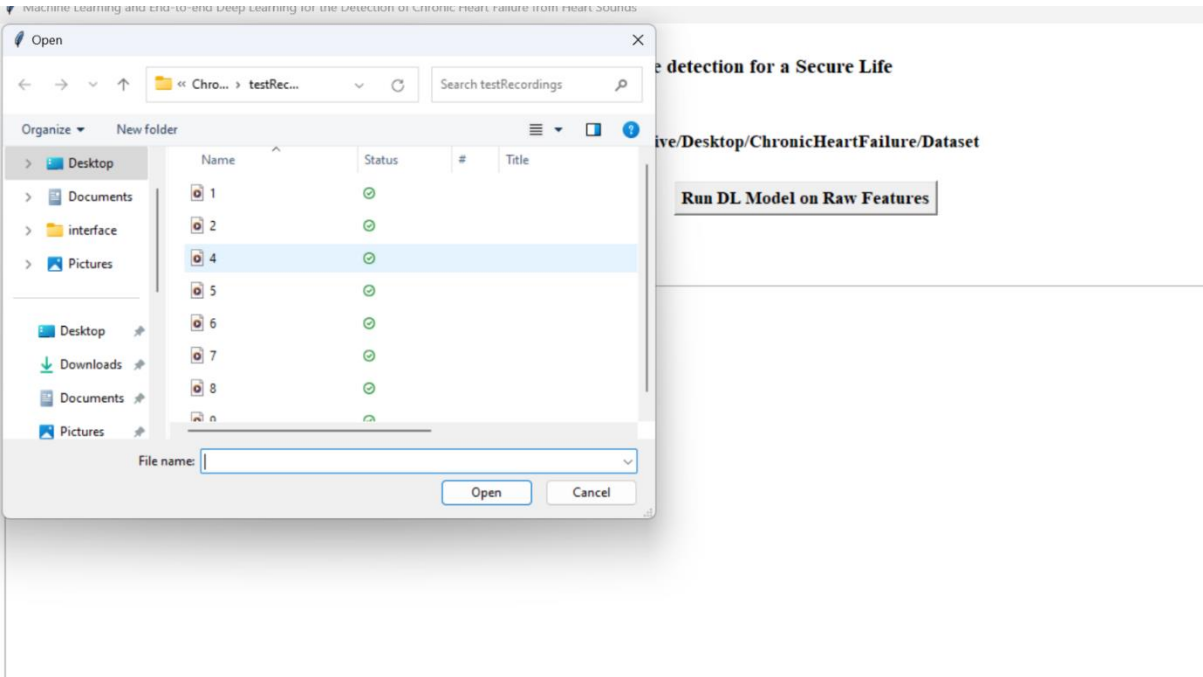 Machine Learning and End-to-end Deep Learning for the Detection of Chronic Heart Failure from Heart Sounds
Open
e detection for a Secure Life
« Chro... › testRec...
Search testRecordings
Organize
New folder
ive/Desktop/ChronicHeartFailure/Dataset
Desktop
Name
Status
#
Title
Documents
1
Run DL Model on Raw Features
interface
2
Pictures
4
5
Desktop
6
Downloads
7
Documents
8
Pictures
9
File name:
Open
Cancel